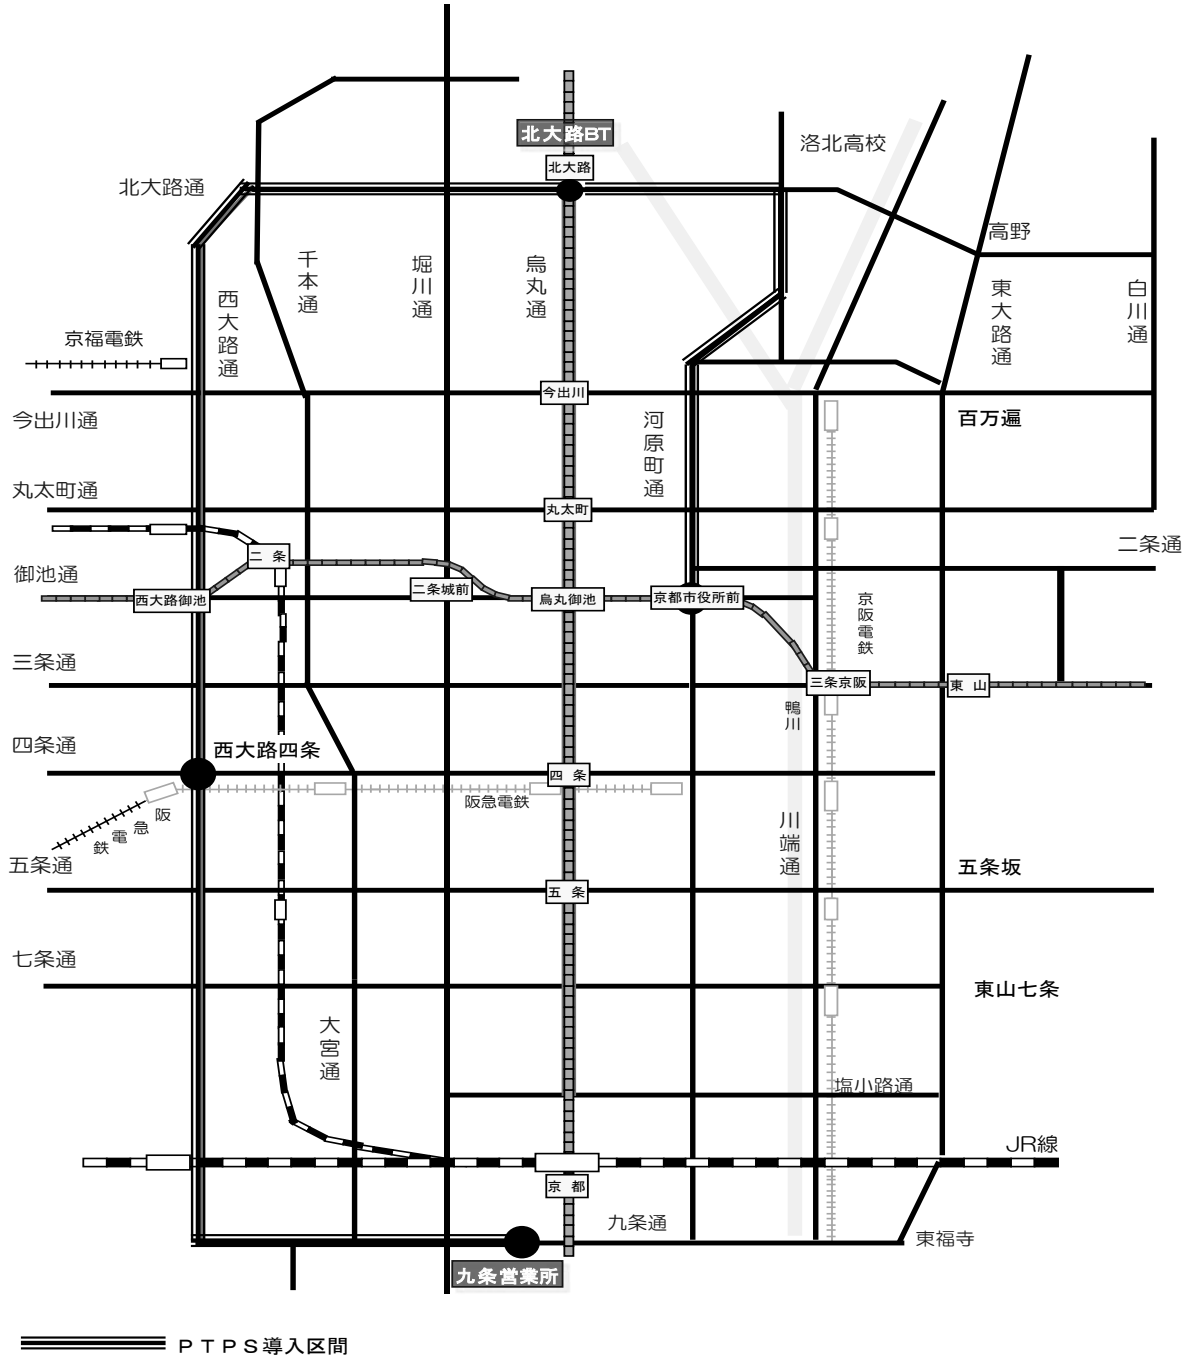 北大路BT
北大路
洛北高校
北大路通
高野
千本通
堀川通
烏丸通
西大路通
東大路通
白川通
京福電鉄
今出川
今出川通
河原町通
百万遍
丸太町通
丸太町
二条通
二 条
御池通
西大路御池
二条城前
烏丸御池
京都市役所前
京阪電鉄
三条通
三条京阪
東 山
鴨川
四条通
西大路四条
四 条
阪急電鉄
阪急電鉄
川端通
五条通
五条坂
五 条
七条通
東山七条
大宮通
塩小路通
JR線
京 都
九条通
東福寺
九条営業所
PTPS導入区間